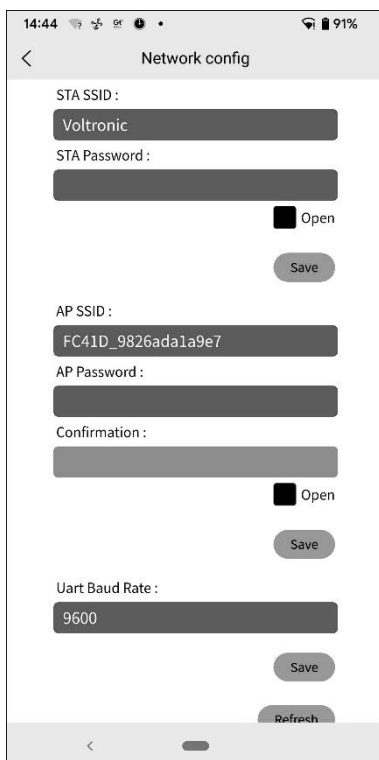 14:44 91%
Network config
STA SSID :
Voltronic
STA Password :
Open
Save
AP SSID :
FC41D_9826ada1a9e7
AP Password :
Confirmation :
Open
Save
Uart Baud Rate :
9600
Save
Refresh